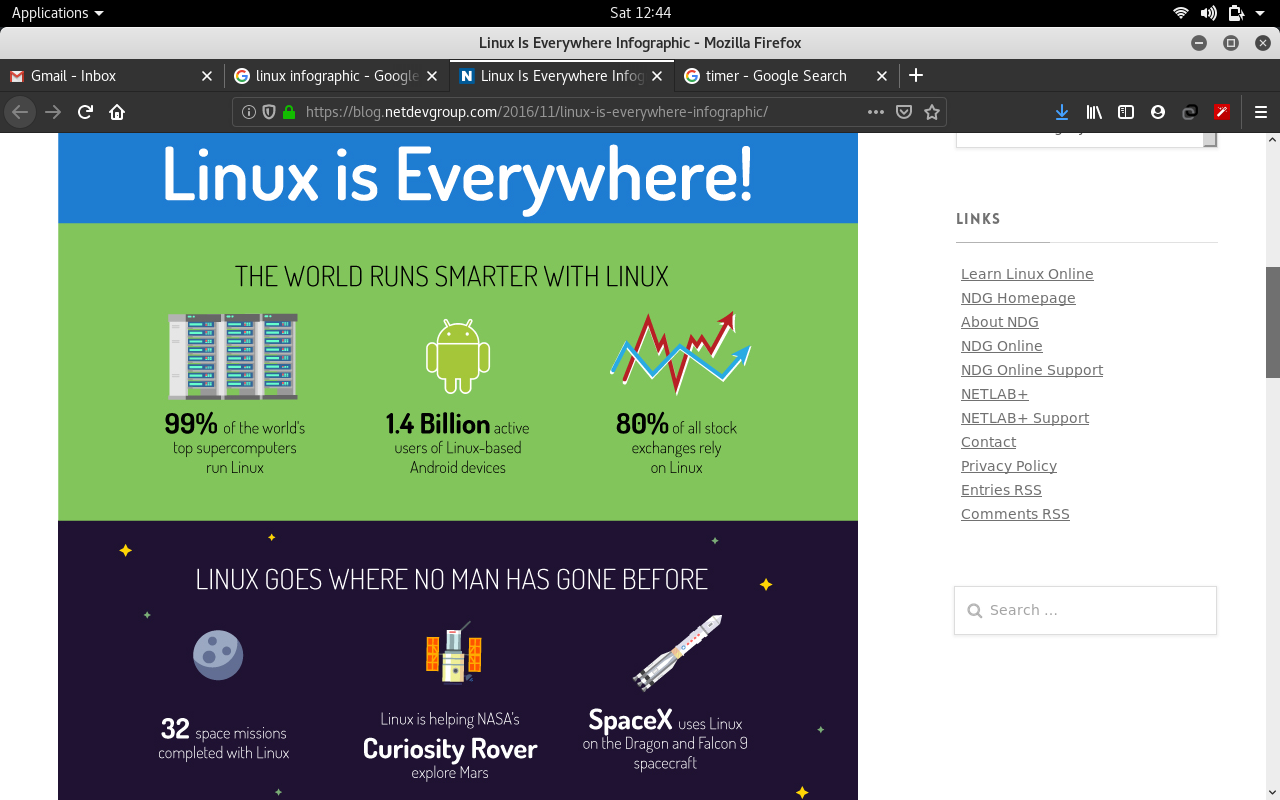 Applications
Sat 12:44
Linux Is Everywhere Infographic - Mozilla Firefox
Gmail - Inbox
linux infographic - Google
Linux Is Everywhere Infog
timer - Google Search
https://blog.netdevgroup.com/2016/11/linux-is-everywhere-infographic/
Linux is Everywhere!
THE WORLD RUNS SMARTER WITH LINUX
99% of the world's
top supercomputers
run Linux
1.4 Billion active
users of Linux-based
Android devices
80% of all stock
exchanges rely
on Linux
LINUX GOES WHERE NO MAN HAS GONE BEFORE
32 space missions
completed with Linux
Linux is helping NASA's
Curiosity Rover
explore Mars
SpaceX uses Linux
on the Dragon and Falcon 9
spacecraft
LINKS
Learn Linux Online
NDG Homepage
About NDG
NDG Online
NDG Online Support
NETLAB+
NETLAB+ Support
Contact
Privacy Policy
Entries RSS
Comments RSS
Search ...